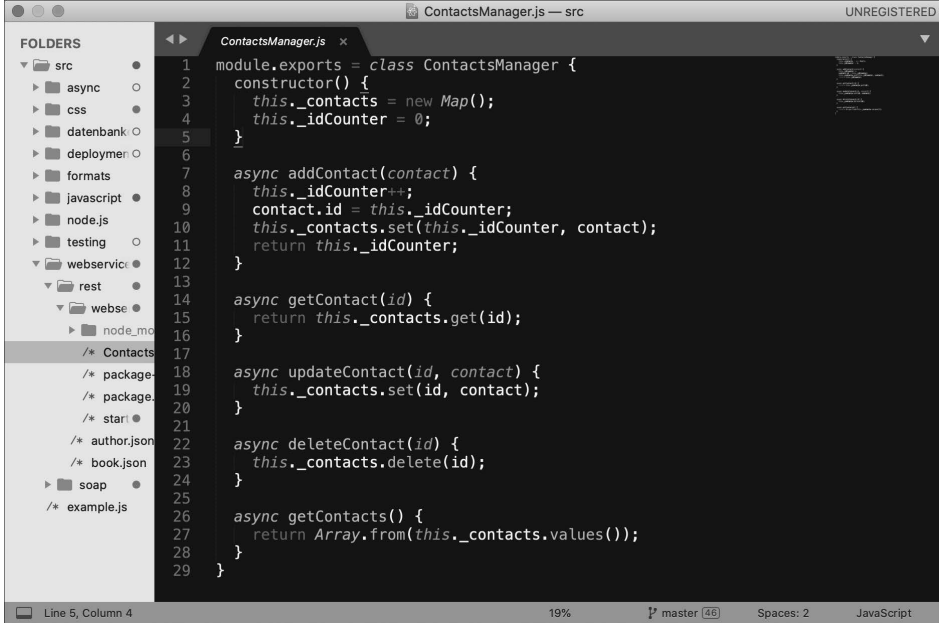 ContactsManager.js — src
UNREGISTERED
FOLDERS
src
async
css
datenbank
deploymen
formats
javascript
node.js
testing
webservice
rest
webse
node_mo
/* Contacts
/* package-
/* package.
/* start
/* author.json
/* book.json
soap
/* example.js
ContactsManager.js ×
1 module.exports = class ContactsManager {
2   constructor() {
3     this._contacts = new Map();
4     this._idCounter = 0;
5   }
6
7   async addContact(contact) {
8     this._idCounter++;
9     contact.id = this._idCounter;
10     this._contacts.set(this._idCounter, contact);
11     return this._idCounter;
12   }
13
14   async getContact(id) {
15     return this._contacts.get(id);
16   }
17
18   async updateContact(id, contact) {
19     this._contacts.set(id, contact);
20   }
21
22   async deleteContact(id) {
23     this._contacts.delete(id);
24   }
25
26   async getContacts() {
27     return Array.from(this._contacts.values());
28   }
29 }
Line 5, Column 4
19%
master 46
Spaces: 2
JavaScript